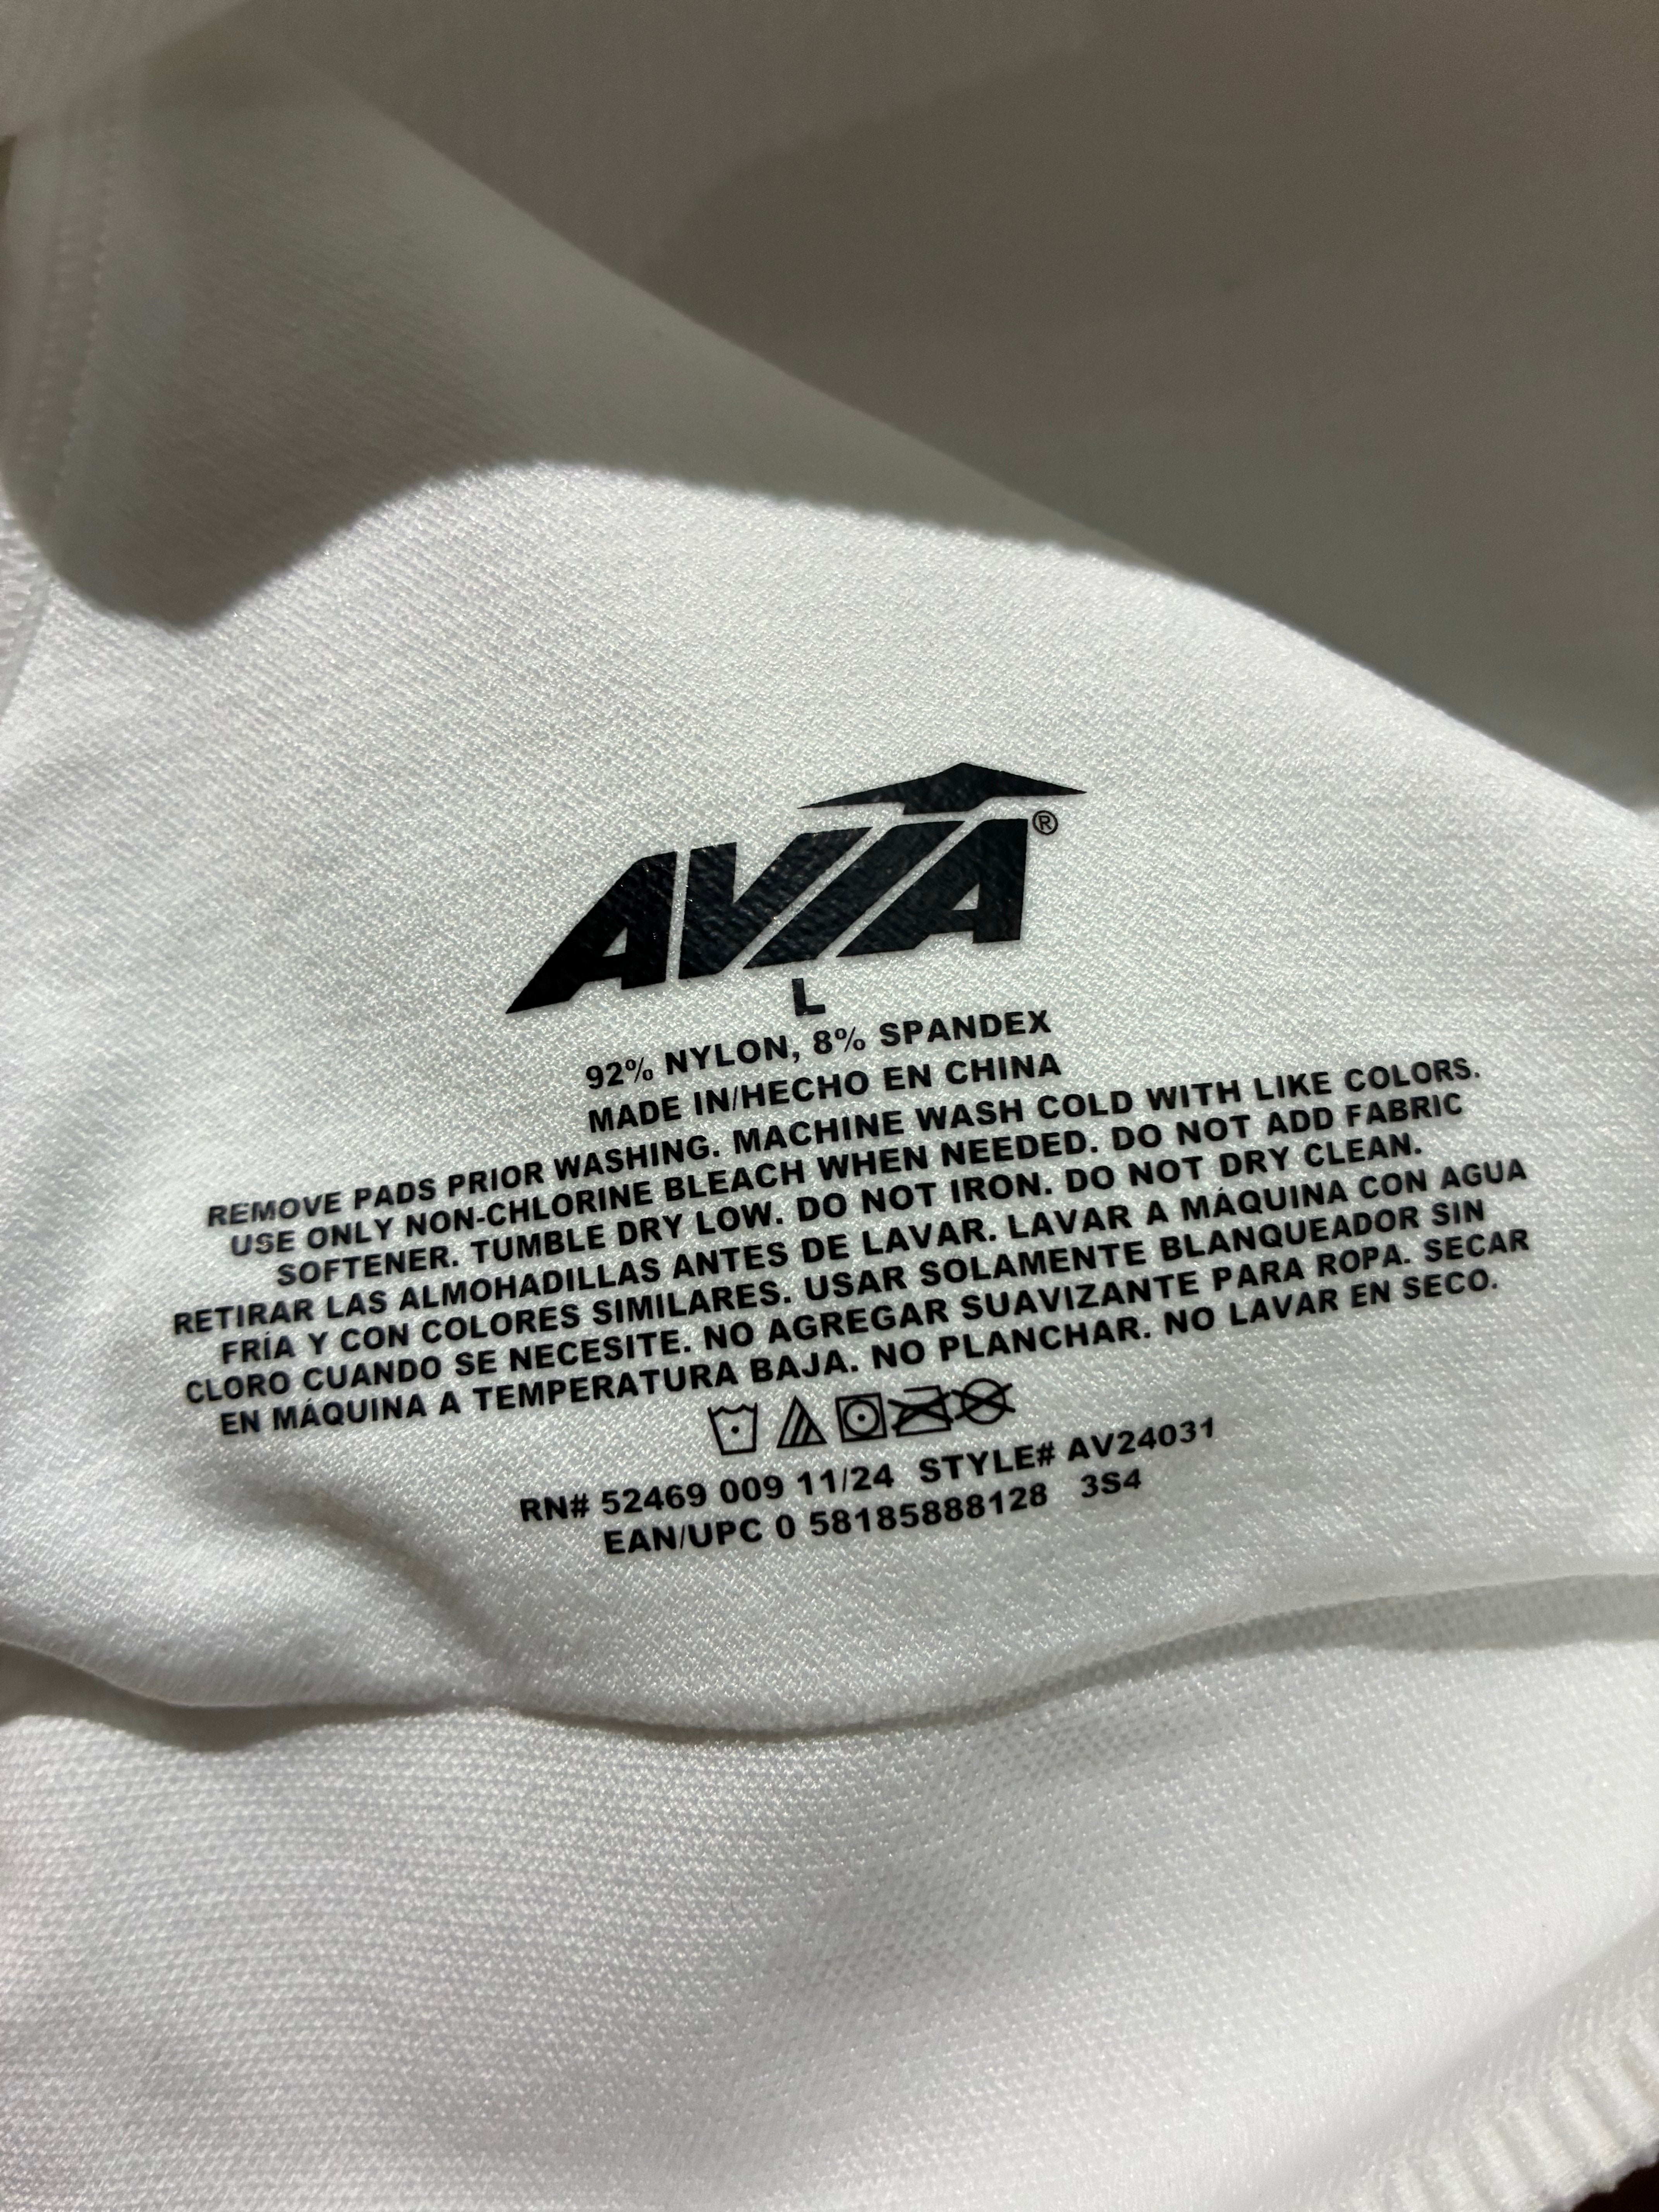 AVIA®
L
92% NYLON, 8% SPANDEX
MADE IN/HECHO EN CHINA
REMOVE PADS PRIOR WASHING. MACHINE WASH COLD WITH LIKE COLORS.
USE ONLY NON-CHLORINE BLEACH WHEN NEEDED. DO NOT ADD FABRIC
SOFTENER. TUMBLE DRY LOW. DO NOT IRON. DO NOT DRY CLEAN.
RETIRAR LAS ALMOHADILLAS ANTES DE LAVAR. LAVAR A MÁQUINA CON AGUA
FRÍA Y CON COLORES SIMILARES. USAR SOLAMENTE BLANQUEADOR SIN
CLORO CUANDO SE NECESITE. NO AGREGAR SUAVIZANTE PARA ROPA. SECAR
EN MÁQUINA A TEMPERATURA BAJA. NO PLANCHAR. NO LAVAR EN SECO.
RN# 52469 009 11/24 STYLE# AV24031
EAN/UPC 0 58185888128 3S4